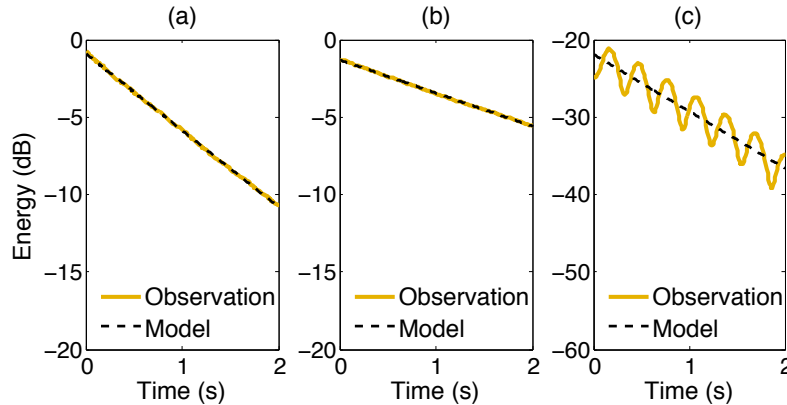 (a)
(b)
(c)
Energy (dB)
0
−5
−10
−15
−20
Observation
Model
0
1
2
Time (s)
0
−5
−10
−15
−20
Observation
Model
0
1
2
Time (s)
−20
−30
−40
−50
−60
Observation
Model
0
1
2
Time (s)